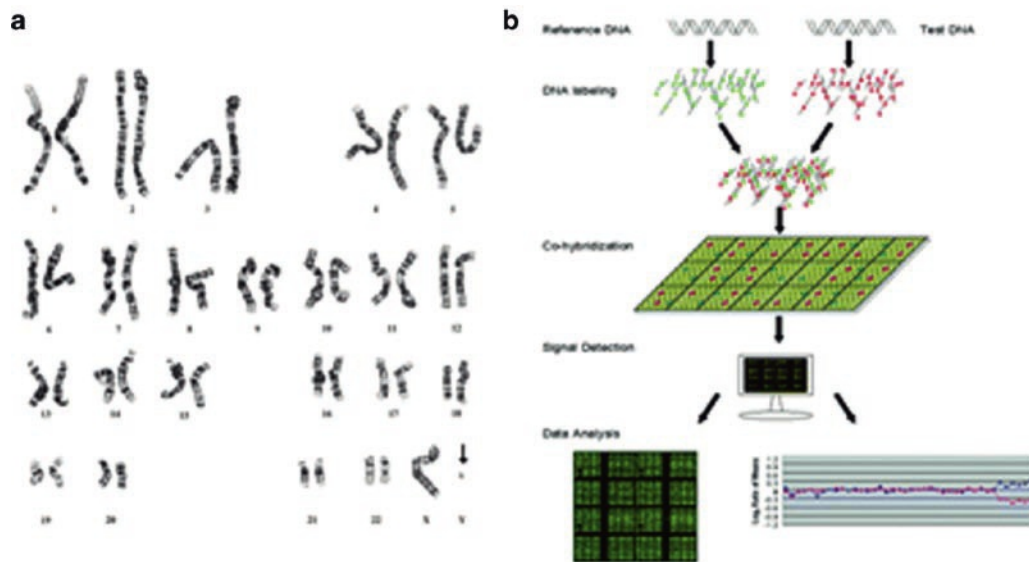 a
1 2 3 4 5
6 7 8 9 10 11 12
13 14 15 16 17 18
19 20 21 22 X Y
b
Reference DNA
Test DNA
DNA labeling
Co-hybridization
Signal Detection
Data Analysis